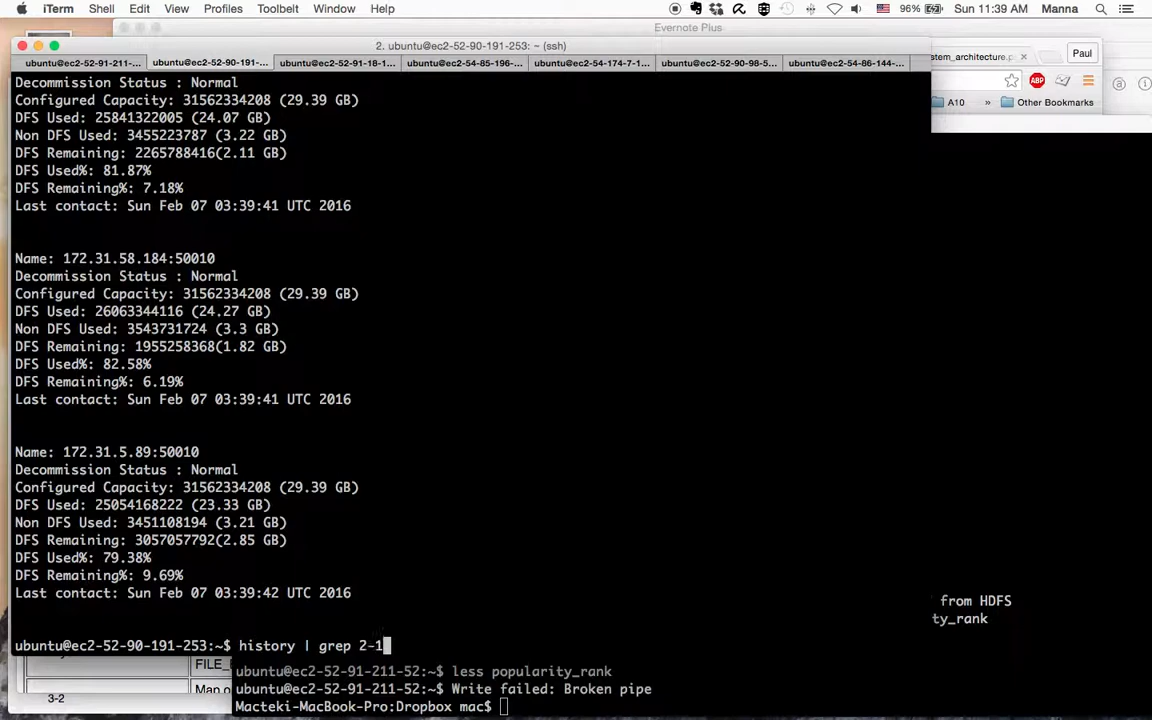 iTerm Shell Edit View Profiles Toolbelt Window Help 96% Sun 11:39 AM Manna
Evernote Plus
2. ubuntu@ec2-52-90-191-253: ~ (ssh)
ubuntu@ec2-52-91-211-... ubuntu@ec2-52-90-191-... ubuntu@ec2-52-91-18-1... ubuntu@ec2-54-85-196-... ubuntu@ec2-54-174-7-1... ubuntu@ec2-52-90-98-5... ubuntu@ec2-54-86-144-...
stem_architecture.p
Paul
ABP
A10 » Other Bookmarks
Decommission Status : Normal
Configured Capacity: 31562334208 (29.39 GB)
DFS Used: 25841322005 (24.07 GB)
Non DFS Used: 3455223787 (3.22 GB)
DFS Remaining: 2265788416(2.11 GB)
DFS Used%: 81.87%
DFS Remaining%: 7.18%
Last contact: Sun Feb 07 03:39:41 UTC 2016
Name: 172.31.58.184:50010
Decommission Status : Normal
Configured Capacity: 31562334208 (29.39 GB)
DFS Used: 26063344116 (24.27 GB)
Non DFS Used: 3543731724 (3.3 GB)
DFS Remaining: 1955258368(1.82 GB)
DFS Used%: 82.58%
DFS Remaining%: 6.19%
Last contact: Sun Feb 07 03:39:41 UTC 2016
Name: 172.31.5.89:50010
Decommission Status : Normal
Configured Capacity: 31562334208 (29.39 GB)
DFS Used: 25054168222 (23.33 GB)
Non DFS Used: 3451108194 (3.21 GB)
DFS Remaining: 3057057792(2.85 GB)
DFS Used%: 79.38%
DFS Remaining%: 9.69%
Last contact: Sun Feb 07 03:39:42 UTC 2016
from HDFS
ty_rank
ubuntu@ec2-52-90-191-253:~$ history | grep 2-1
FILE_
ubuntu@ec2-52-91-211-52:~$ less popularity_rank
Map o
ubuntu@ec2-52-91-211-52:~$ Write failed: Broken pipe
3-2
Macteki-MacBook-Pro:Dropbox mac$